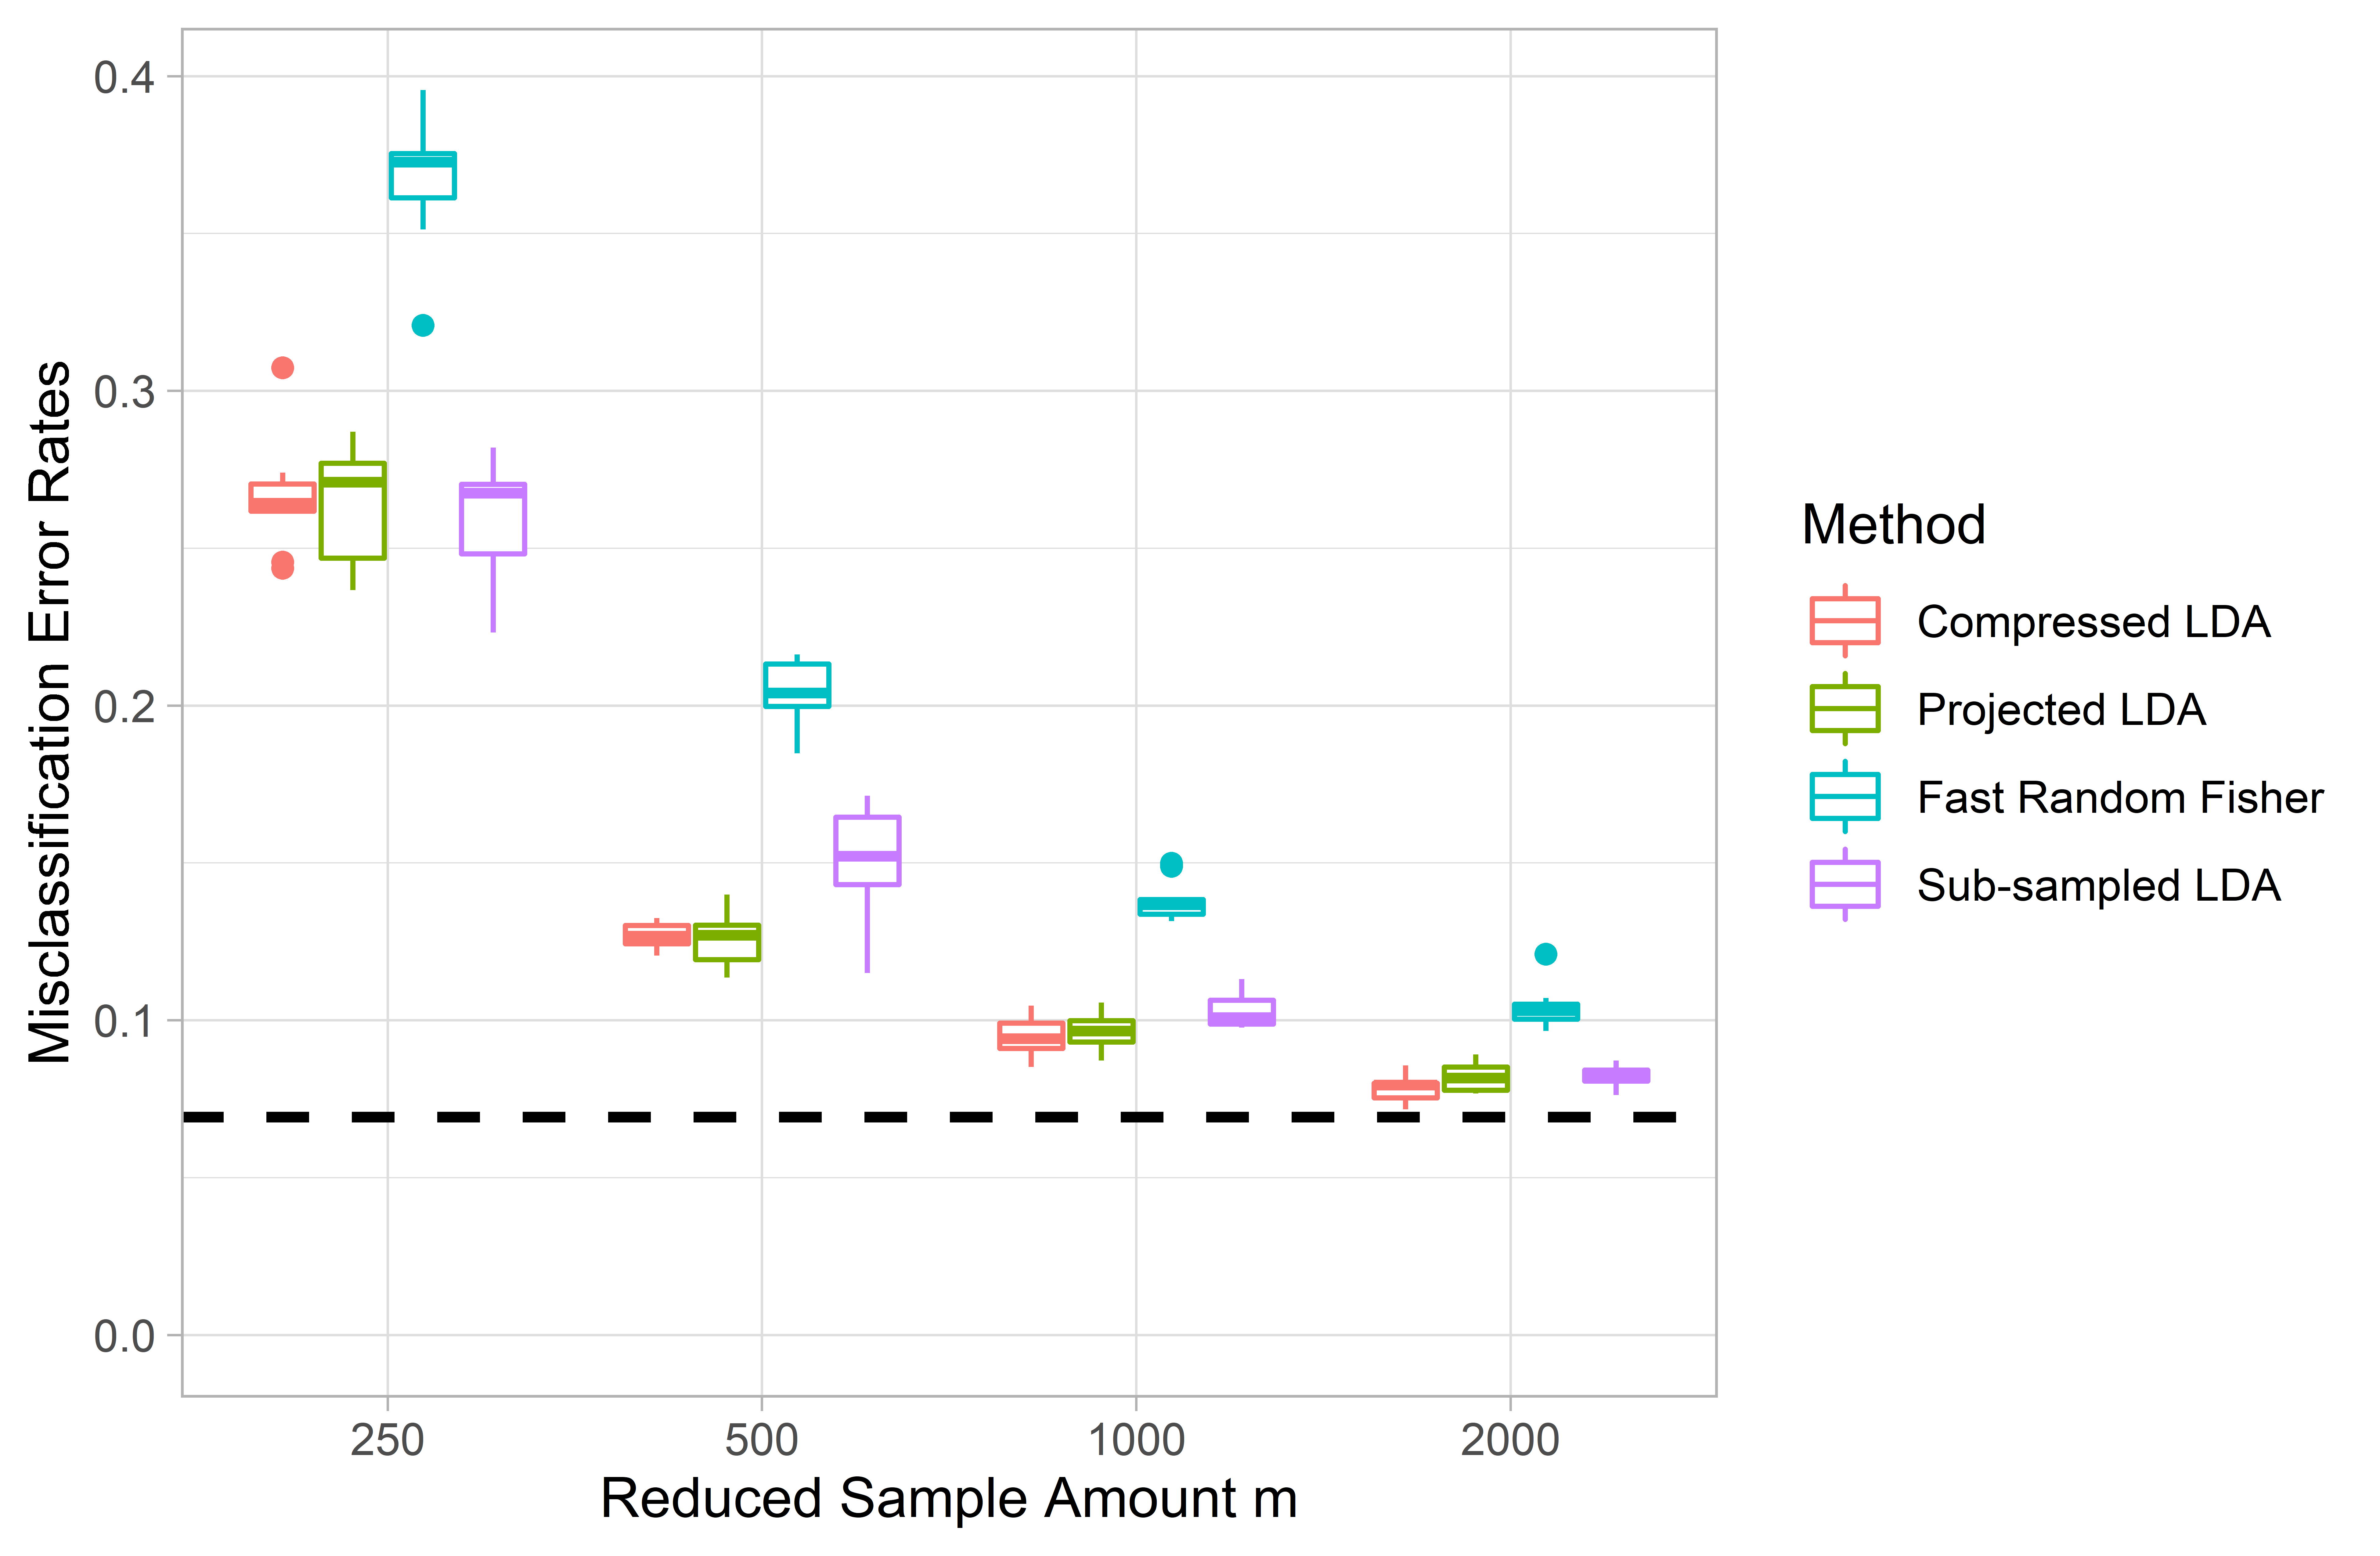 Misclassification Error Rates
0.4
0.3
0.2
0.1
0.0
250 500 1000 2000
Reduced Sample Amount m
Method
Compressed LDA
Projected LDA
Fast Random Fisher
Sub-sampled LDA